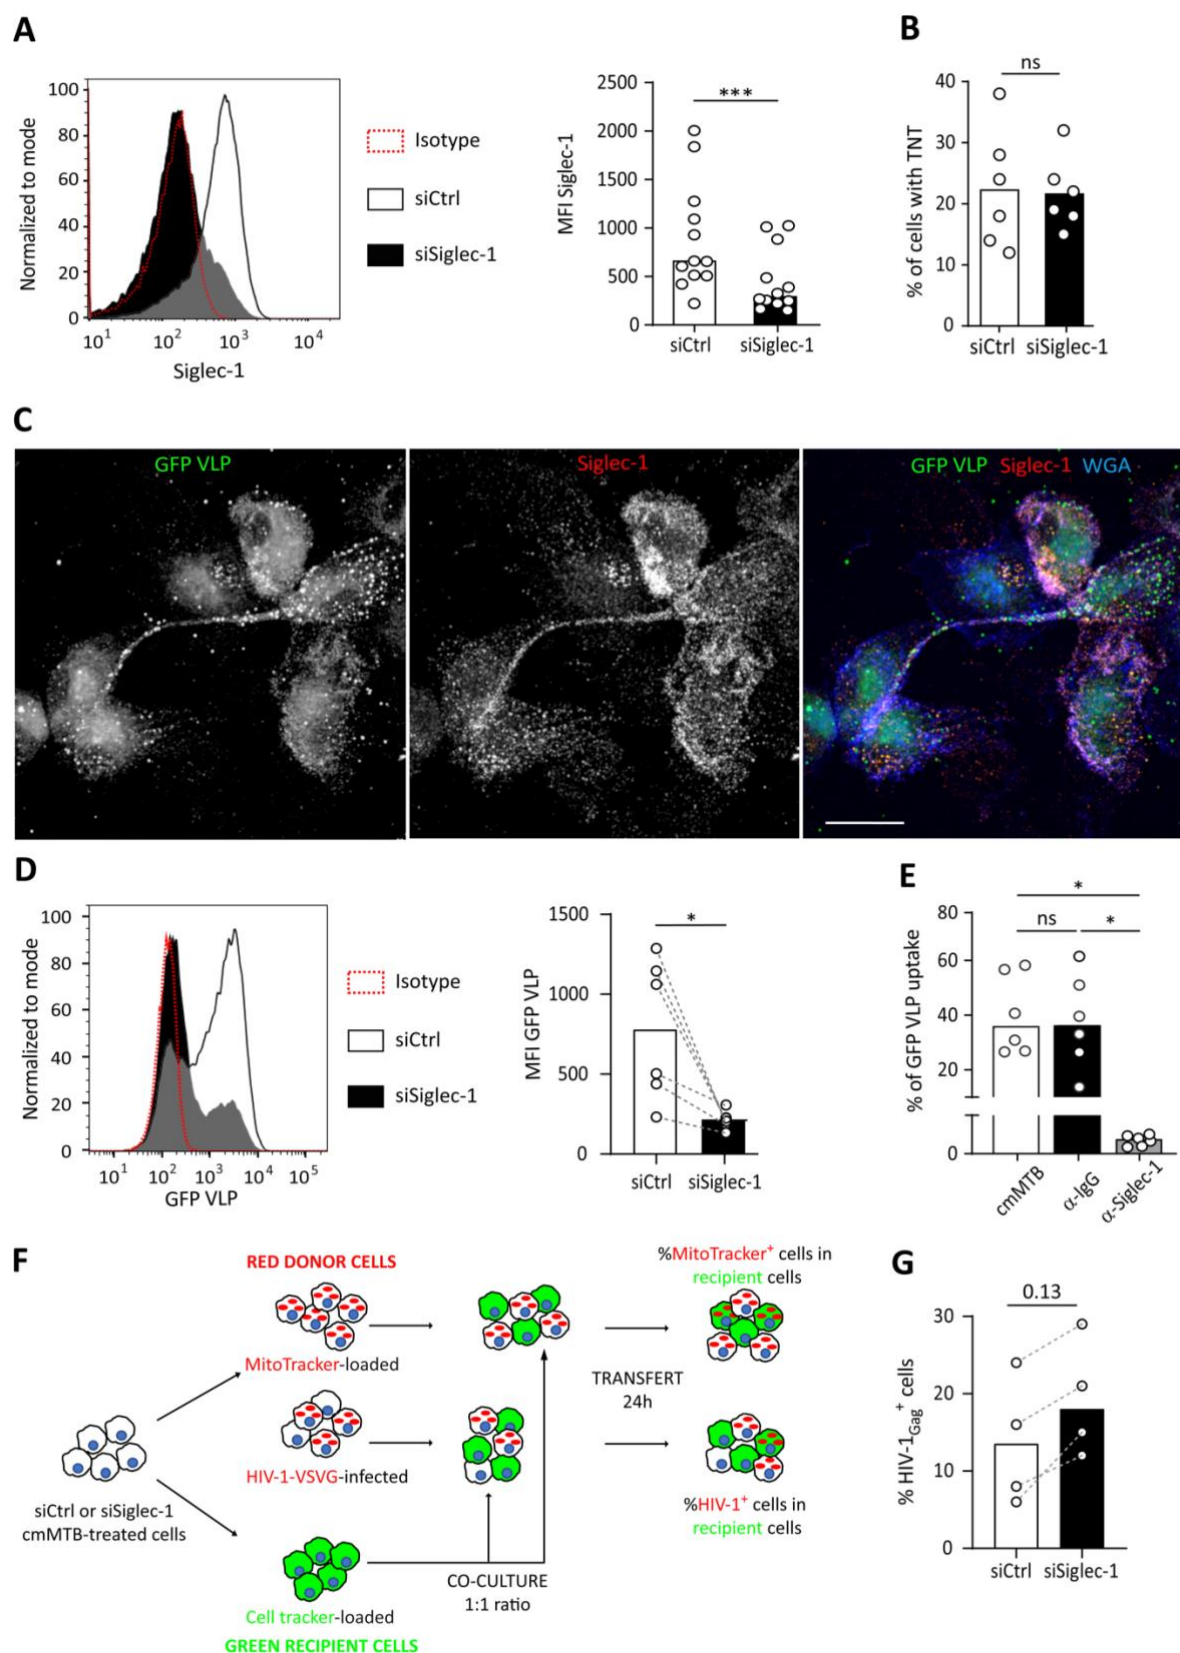 A
Normalized to mode
100
80
60
40
20
0
10¹ 10² 10³ 10⁴
Siglec-1
Isotype
siCtrl
siSiglec-1
MFI Siglec-1
2500
2000
1500
1000
500
0
***
siCtrl siSiglec-1
B
% of cells with TNT
40
30
20
10
0
ns
siCtrl siSiglec-1
C
GFP VLP
Siglec-1
GFP VLP Siglec-1 WGA
D
Normalized to mode
100
80
60
40
20
0
10¹ 10² 10³ 10⁴ 10⁵
GFP VLP
Isotype
siCtrl
siSiglec-1
MFI GFP VLP
1500
1000
500
0
*
siCtrl siSiglec-1
E
% of GFP VLP uptake
80
60
40
20
0
*
ns *
cmMTB
α-IgG
α-Siglec-1
F
RED DONOR CELLS
MitoTracker-loaded
HIV-1-VSVG-infected
siCtrl or siSiglec-1
cmMTB-treated cells
Cell tracker-loaded
GREEN RECIPIENT CELLS
CO-CULTURE
1:1 ratio
TRANSFERT
24h
%MitoTracker⁺ cells in
recipient cells
%HIV-1⁺ cells in
recipient cells
G
% HIV-1Gag⁺ cells
30
20
10
0
0.13
siCtrl siSiglec-1